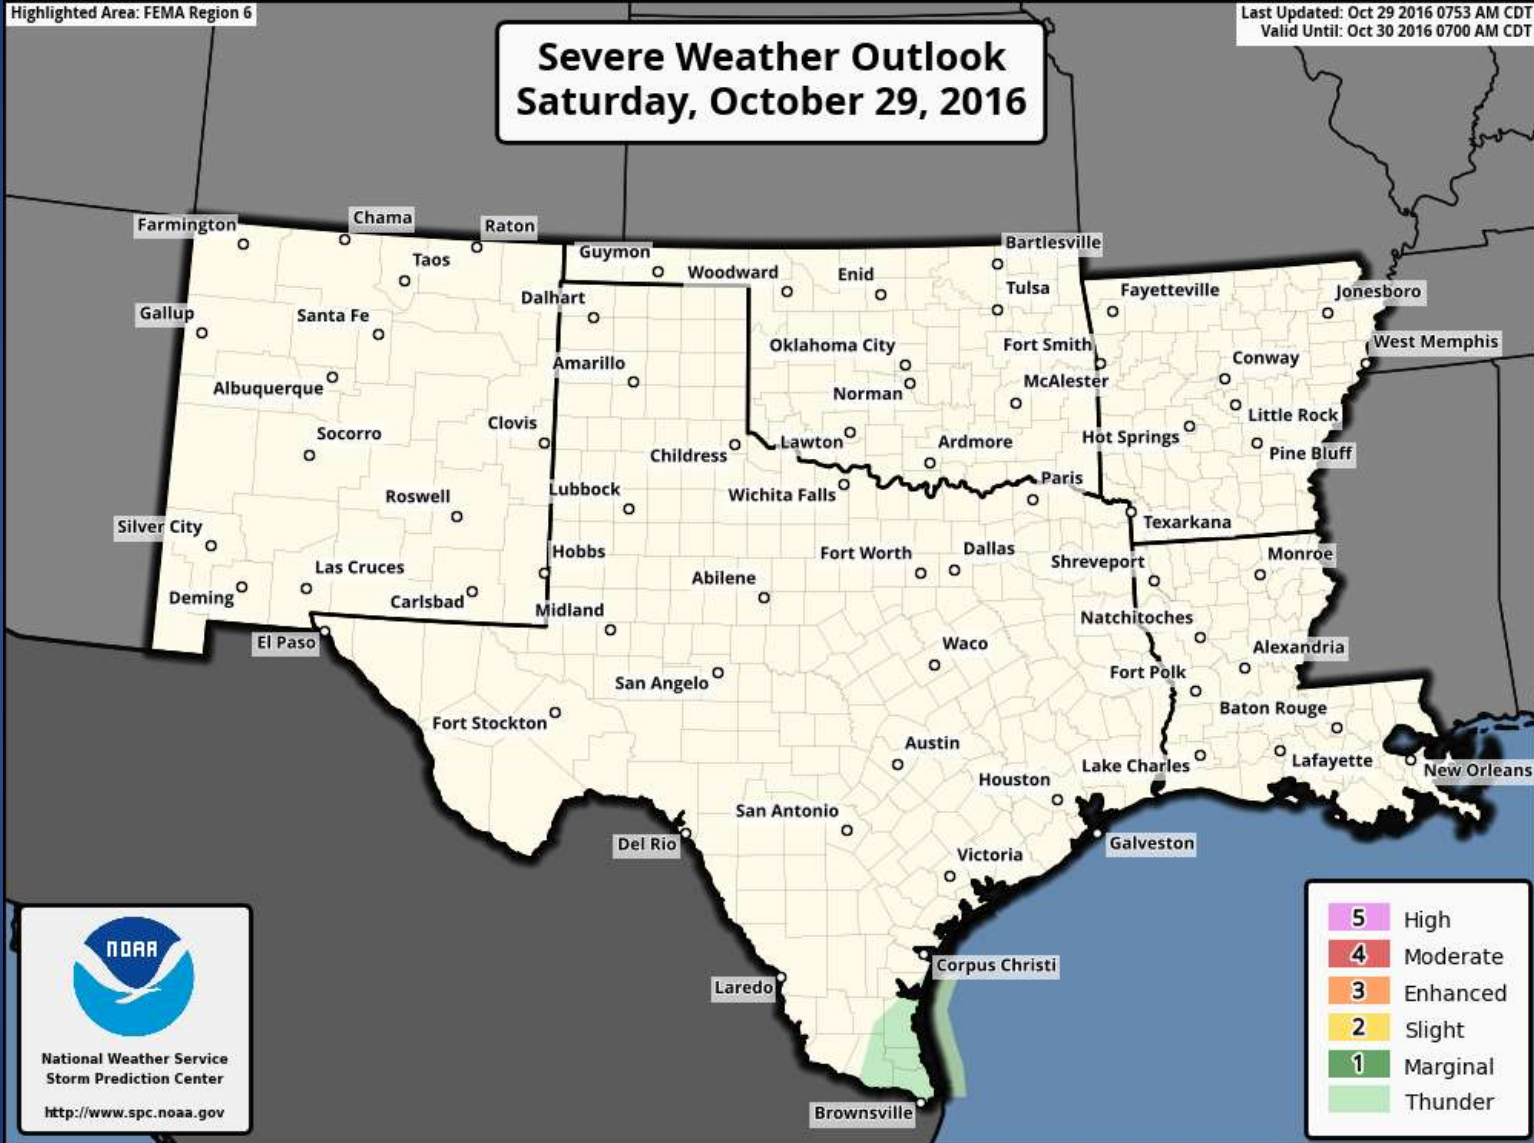 Highlighted Area: FEMA Region 6
Last Updated: Oct 29 2016 0753 AM CDT
Valid Until: Oct 30 2016 0700 AM CDT
Severe Weather Outlook
Saturday, October 29, 2016
Farmington
Chama
Raton
Taos
Guymon
Woodward
Enid
Bartlesville
Tulsa
Fayetteville
Jonesboro
Gallup
Santa Fe
Dalhart
Oklahoma City
Fort Smith
West Memphis
Conway
Albuquerque
Amarillo
Norman
McAlester
Little Rock
Socorro
Clovis
Childress
Lawton
Ardmore
Hot Springs
Pine Bluff
Roswell
Lubbock
Wichita Falls
Paris
Texarkana
Silver City
Las Cruces
Hobbs
Abilene
Fort Worth
Dallas
Shreveport
Monroe
Deming
Carlsbad
Midland
Natchitoches
El Paso
San Angelo
Waco
Fort Polk
Alexandria
Fort Stockton
Austin
Baton Rouge
Houston
Lake Charles
Lafayette
New Orleans
San Antonio
Del Rio
Galveston
Victoria
Corpus Christi
Laredo
Brownsville
NOAA
National Weather Service
Storm Prediction Center
http://www.spc.noaa.gov
5 High
4 Moderate
3 Enhanced
2 Slight
1 Marginal
Thunder